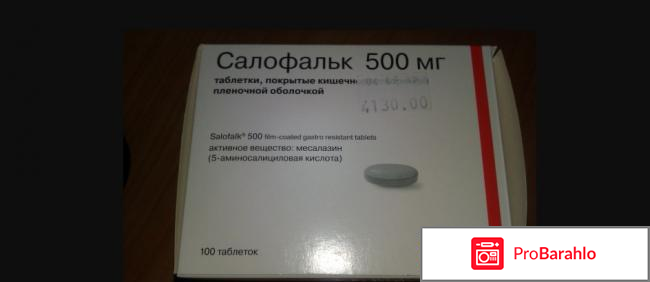 Салофальк 500 мг
таблетки, покрытые кишечно
пленочной оболочкой
4130.00
Salofalk® 500 film-coated gastro resistant tablets
активное вещество: месалазин
(5-аминосалициловая кислота)
100 таблеток
ProBarahlo